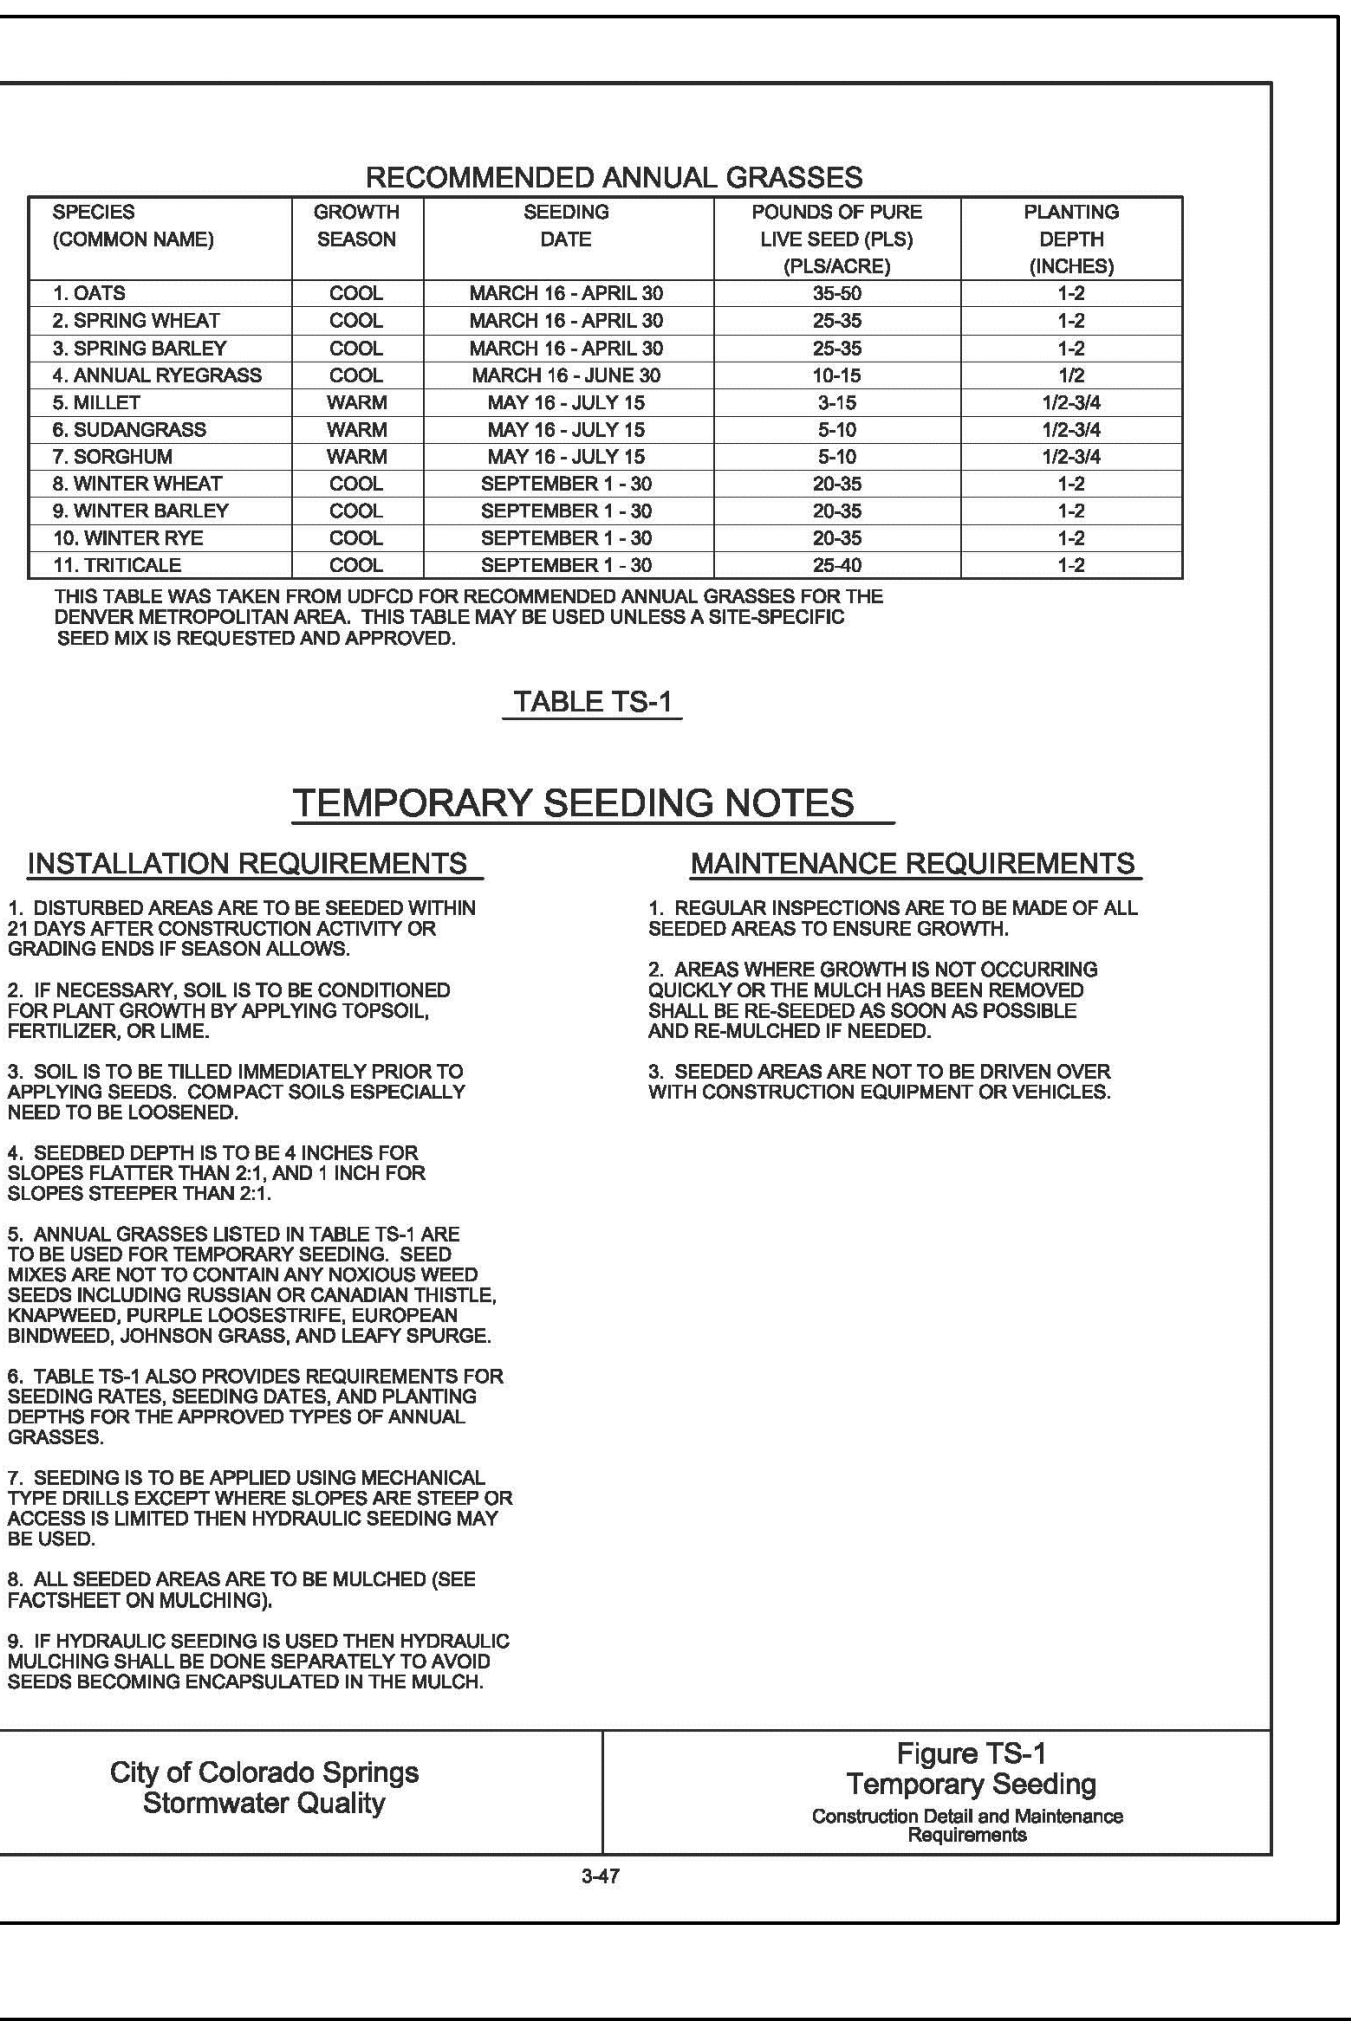 RECOMMENDED ANNUAL GRASSES
SPECIES GROWTH SEEDING POUNDS OF PURE PLANTING
(COMMON NAME) SEASON DATE LIVE SEED (PLS) DEPTH
(PLS/ACRE) (INCHES)
1. OATS COOL MARCH 16 - APRIL 30 35-50 1-2
2. SPRING WHEAT COOL MARCH 16 - APRIL 30 25-35 1-2
3. SPRING BARLEY COOL MARCH 16 - APRIL 30 25-35 1-2
4. ANNUAL RYEGRASS COOL MARCH 16 - JUNE 30 10-15 1/2
5. MILLET WARM MAY 16 - JULY 15 3-15 1/2-3/4
6. SUDANGRASS WARM MAY 16 - JULY 15 5-10 1/2-3/4
7. SORGHUM WARM MAY 16 - JULY 15 5-10 1/2-3/4
8. WINTER WHEAT COOL SEPTEMBER 1 - 30 20-35 1-2
9. WINTER BARLEY COOL SEPTEMBER 1 - 30 20-35 1-2
10. WINTER RYE COOL SEPTEMBER 1 - 30 20-35 1-2
11. TRITICALE COOL SEPTEMBER 1 - 30 25-40 1-2
THIS TABLE WAS TAKEN FROM UDFCD FOR RECOMMENDED ANNUAL GRASSES FOR THE
DENVER METROPOLITAN AREA. THIS TABLE MAY BE USED UNLESS A SITE-SPECIFIC
SEED MIX IS REQUESTED AND APPROVED.
TABLE TS-1
TEMPORARY SEEDING NOTES
INSTALLATION REQUIREMENTS
1. DISTURBED AREAS ARE TO BE SEEDED WITHIN
21 DAYS AFTER CONSTRUCTION ACTIVITY OR
GRADING ENDS IF SEASON ALLOWS.
2. IF NECESSARY, SOIL IS TO BE CONDITIONED
FOR PLANT GROWTH BY APPLYING TOPSOIL,
FERTILIZER, OR LIME.
3. SOIL IS TO BE TILLED IMMEDIATELY PRIOR TO
APPLYING SEEDS. COMPACT SOILS ESPECIALLY
NEED TO BE LOOSENED.
4. SEEDBED DEPTH IS TO BE 4 INCHES FOR
SLOPES FLATTER THAN 2:1, AND 1 INCH FOR
SLOPES STEEPER THAN 2:1.
5. ANNUAL GRASSES LISTED IN TABLE TS-1 ARE
TO BE USED FOR TEMPORARY SEEDING. SEED
MIXES ARE NOT TO CONTAIN ANY NOXIOUS WEED
SEEDS INCLUDING RUSSIAN OR CANADIAN THISTLE,
KNAPWEED, PURPLE LOOSESTRIFE, EUROPEAN
BINDWEED, JOHNSON GRASS, AND LEAFY SPURGE.
6. TABLE TS-1 ALSO PROVIDES REQUIREMENTS FOR
SEEDING RATES, SEEDING DATES, AND PLANTING
DEPTHS FOR THE APPROVED TYPES OF ANNUAL
GRASSES.
7. SEEDING IS TO BE APPLIED USING MECHANICAL
TYPE DRILLS EXCEPT WHERE SLOPES ARE STEEP OR
ACCESS IS LIMITED THEN HYDRAULIC SEEDING MAY
BE USED.
8. ALL SEEDED AREAS ARE TO BE MULCHED (SEE
FACTSHEET ON MULCHING).
9. IF HYDRAULIC SEEDING IS USED THEN HYDRAULIC
MULCHING SHALL BE DONE SEPARATELY TO AVOID
SEEDS BECOMING ENCAPSULATED IN THE MULCH.
MAINTENANCE REQUIREMENTS
1. REGULAR INSPECTIONS ARE TO BE MADE OF ALL
SEEDED AREAS TO ENSURE GROWTH.
2. AREAS WHERE GROWTH IS NOT OCCURRING
QUICKLY OR THE MULCH HAS BEEN REMOVED
SHALL BE RE-SEEDED AS SOON AS POSSIBLE
AND RE-MULCHED IF NEEDED.
3. SEEDED AREAS ARE NOT TO BE DRIVEN OVER
WITH CONSTRUCTION EQUIPMENT OR VEHICLES.
City of Colorado Springs
Stormwater Quality
Figure TS-1
Temporary Seeding
Construction Detail and Maintenance
Requirements
3-47